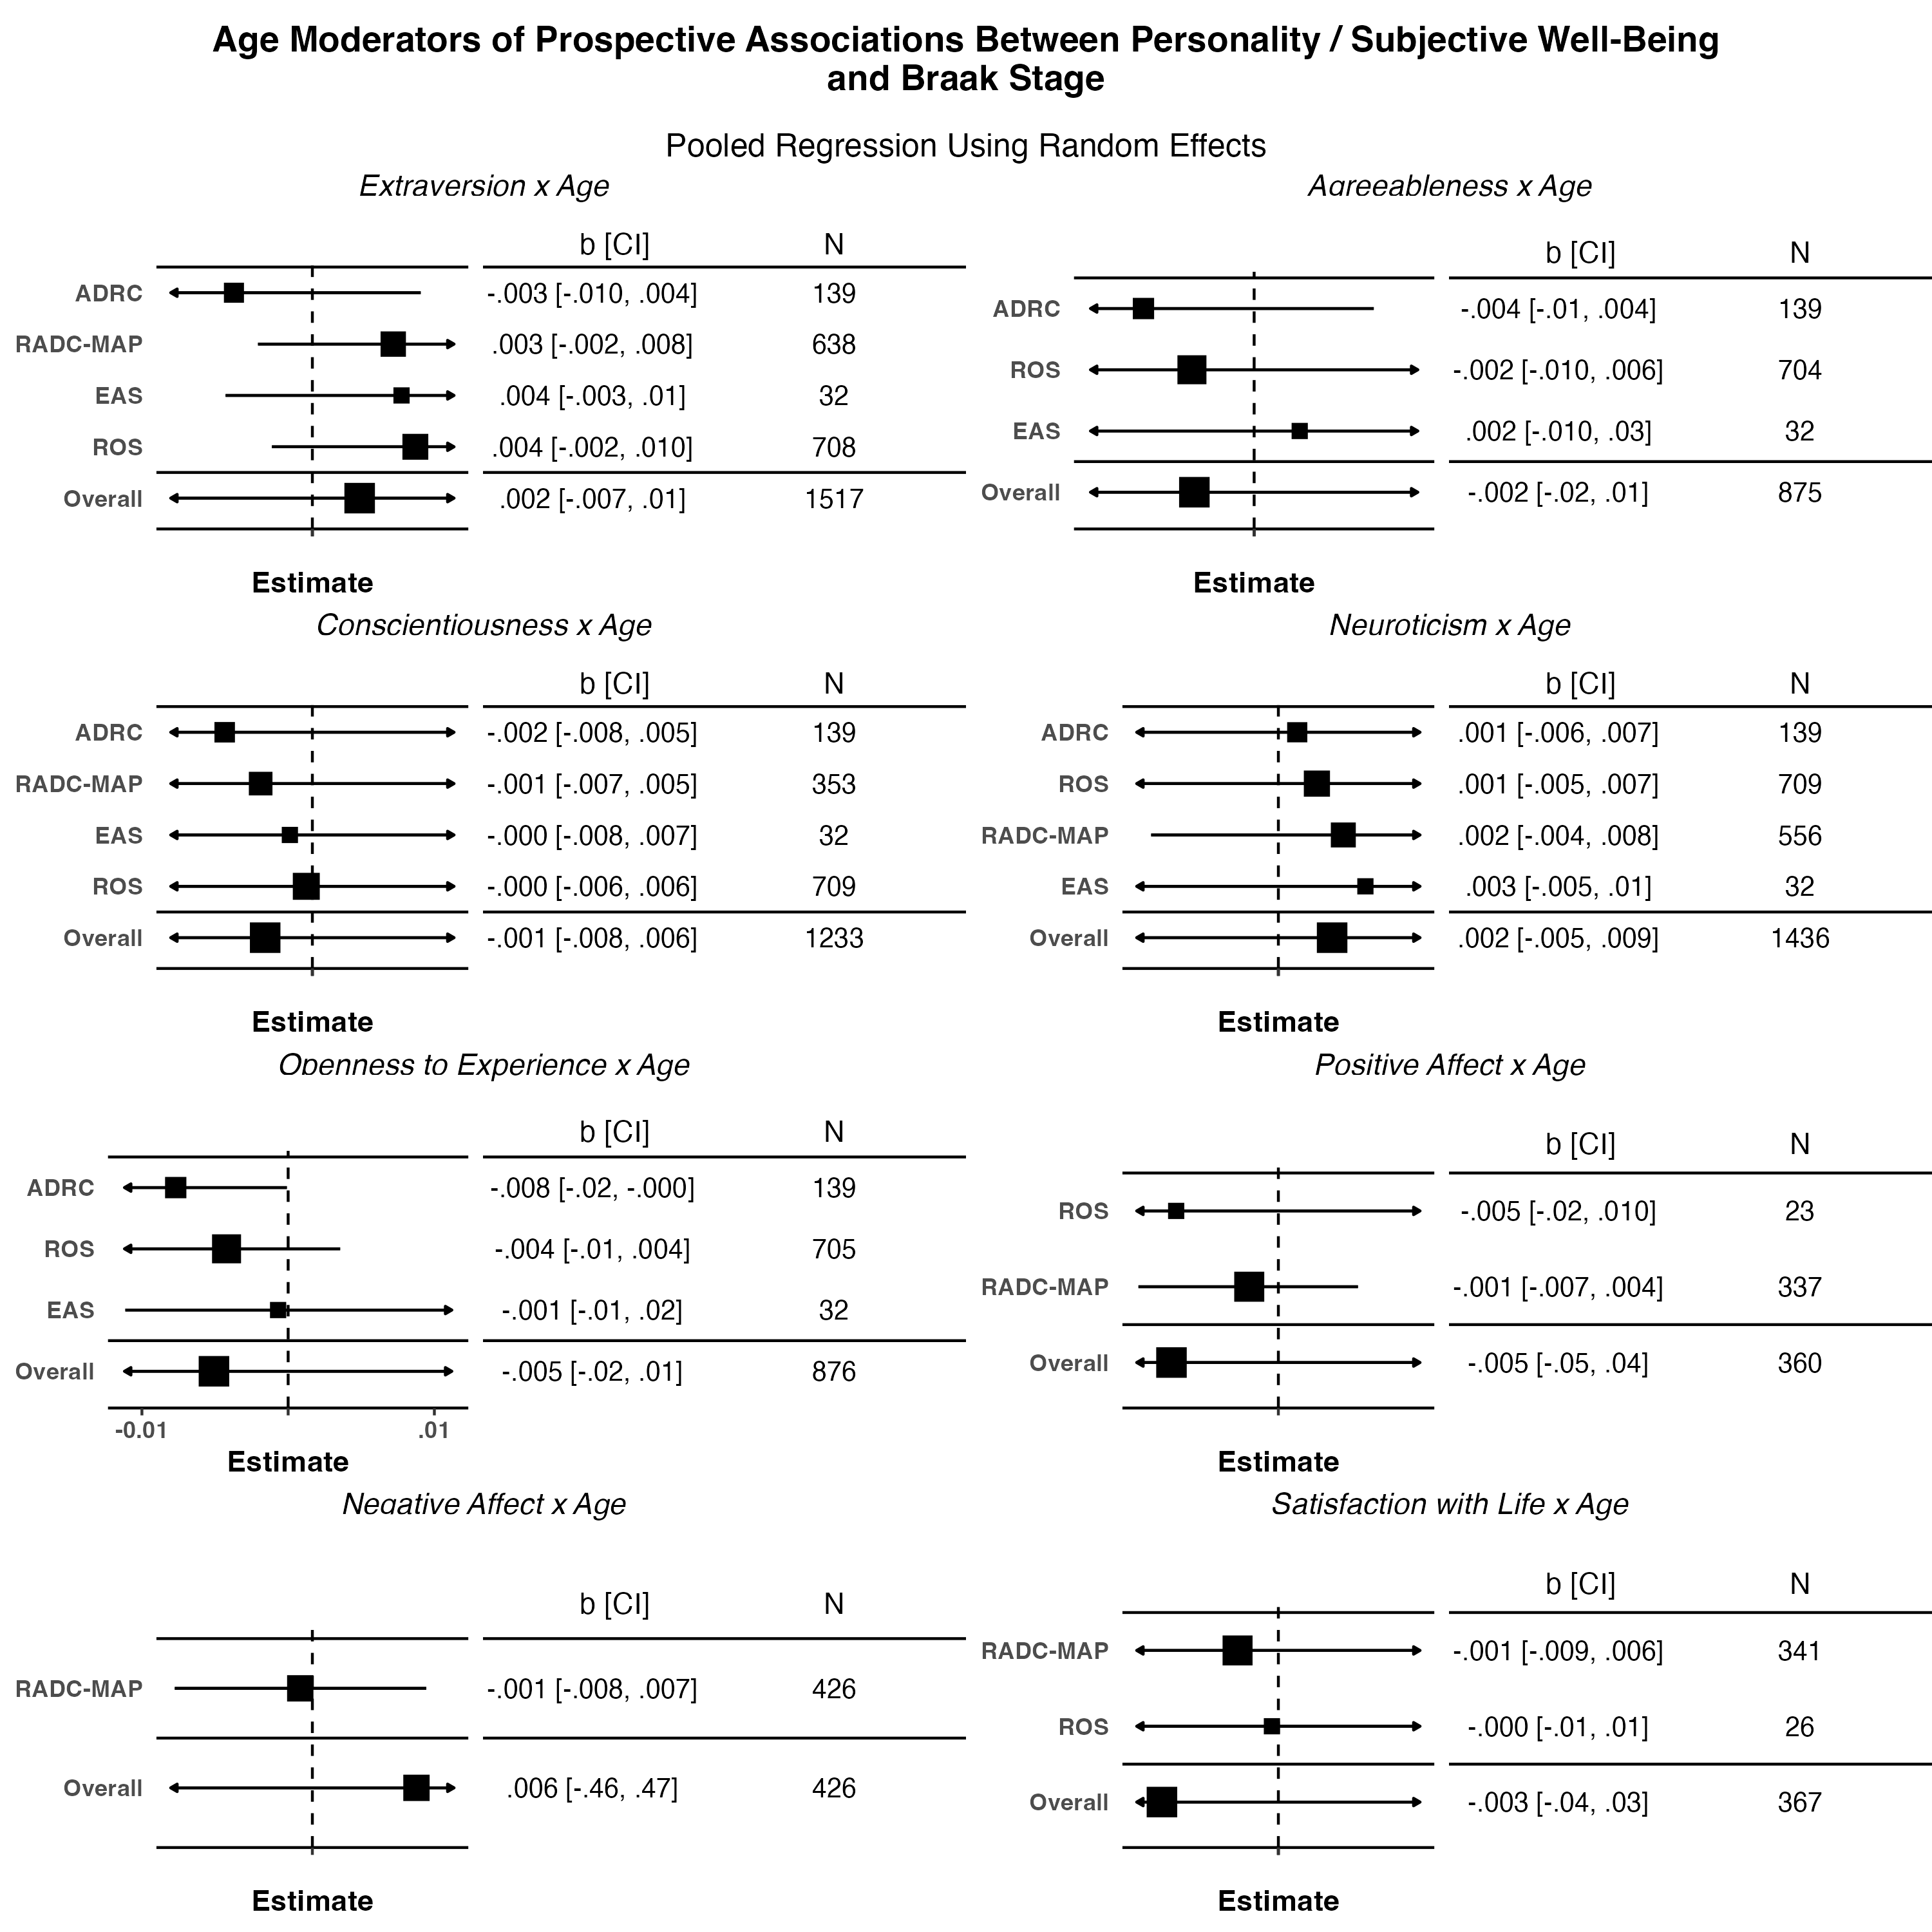 Age Moderators of Prospective Associations Between Personality / Subjective Well-Being
and Braak Stage
Pooled Regression Using Random Effects
Extraversion x Age
b [CI] N
ADRC -.003 [-.010, .004] 139
RADC-MAP .003 [-.002, .008] 638
EAS .004 [-.003, .01] 32
ROS .004 [-.002, .010] 708
Overall .002 [-.007, .01] 1517
Estimate
Agreeableness x Age
b [CI] N
ADRC -.004 [-.01, .004] 139
ROS -.002 [-.010, .006] 704
EAS .002 [-.010, .03] 32
Overall -.002 [-.02, .01] 875
Estimate
Conscientiousness x Age
b [CI] N
ADRC -.002 [-.008, .005] 139
RADC-MAP -.001 [-.007, .005] 353
EAS -.000 [-.008, .007] 32
ROS -.000 [-.006, .006] 709
Overall -.001 [-.008, .006] 1233
Estimate
Neuroticism x Age
b [CI] N
ADRC .001 [-.006, .007] 139
ROS .001 [-.005, .007] 709
RADC-MAP .002 [-.004, .008] 556
EAS .003 [-.005, .01] 32
Overall .002 [-.005, .009] 1436
Estimate
Openness to Experience x Age
b [CI] N
ADRC -.008 [-.02, -.000] 139
ROS -.004 [-.01, .004] 705
EAS -.001 [-.01, .02] 32
Overall -.005 [-.02, .01] 876
-0.01 .01
Estimate
Positive Affect x Age
b [CI] N
ROS -.005 [-.02, .010] 23
RADC-MAP -.001 [-.007, .004] 337
Overall -.005 [-.05, .04] 360
Estimate
Negative Affect x Age
b [CI] N
RADC-MAP -.001 [-.008, .007] 426
Overall .006 [-.46, .47] 426
Estimate
Satisfaction with Life x Age
b [CI] N
RADC-MAP -.001 [-.009, .006] 341
ROS -.000 [-.01, .01] 26
Overall -.003 [-.04, .03] 367
Estimate